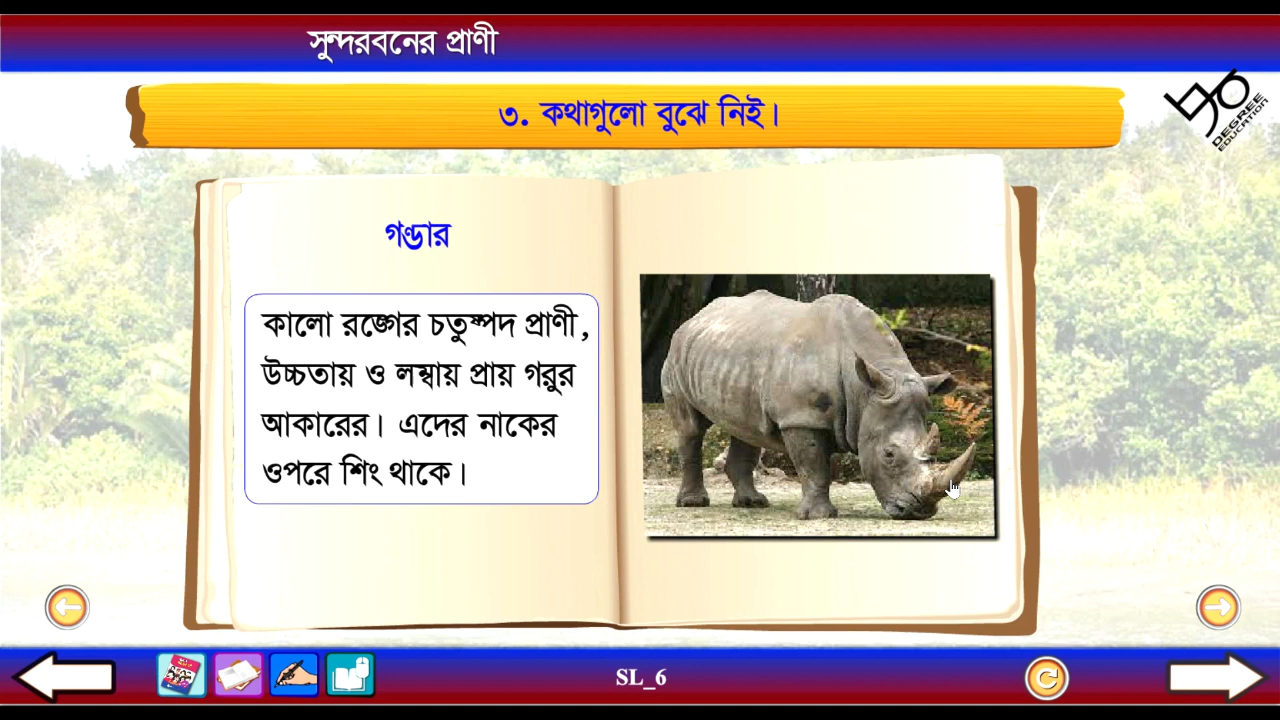 সুন্দরবনের প্রাণী
৩. কথাগুলো বুঝে নিই।
DEGREE
EDUCATION
গণ্ডার
কালো রঙ্গের চতুষ্পদ প্রাণী,
উচ্চতায় ও লম্বায় প্রায় গরুর
আকারের। এদের নাকের
ওপরে শিং থাকে।
SL_6